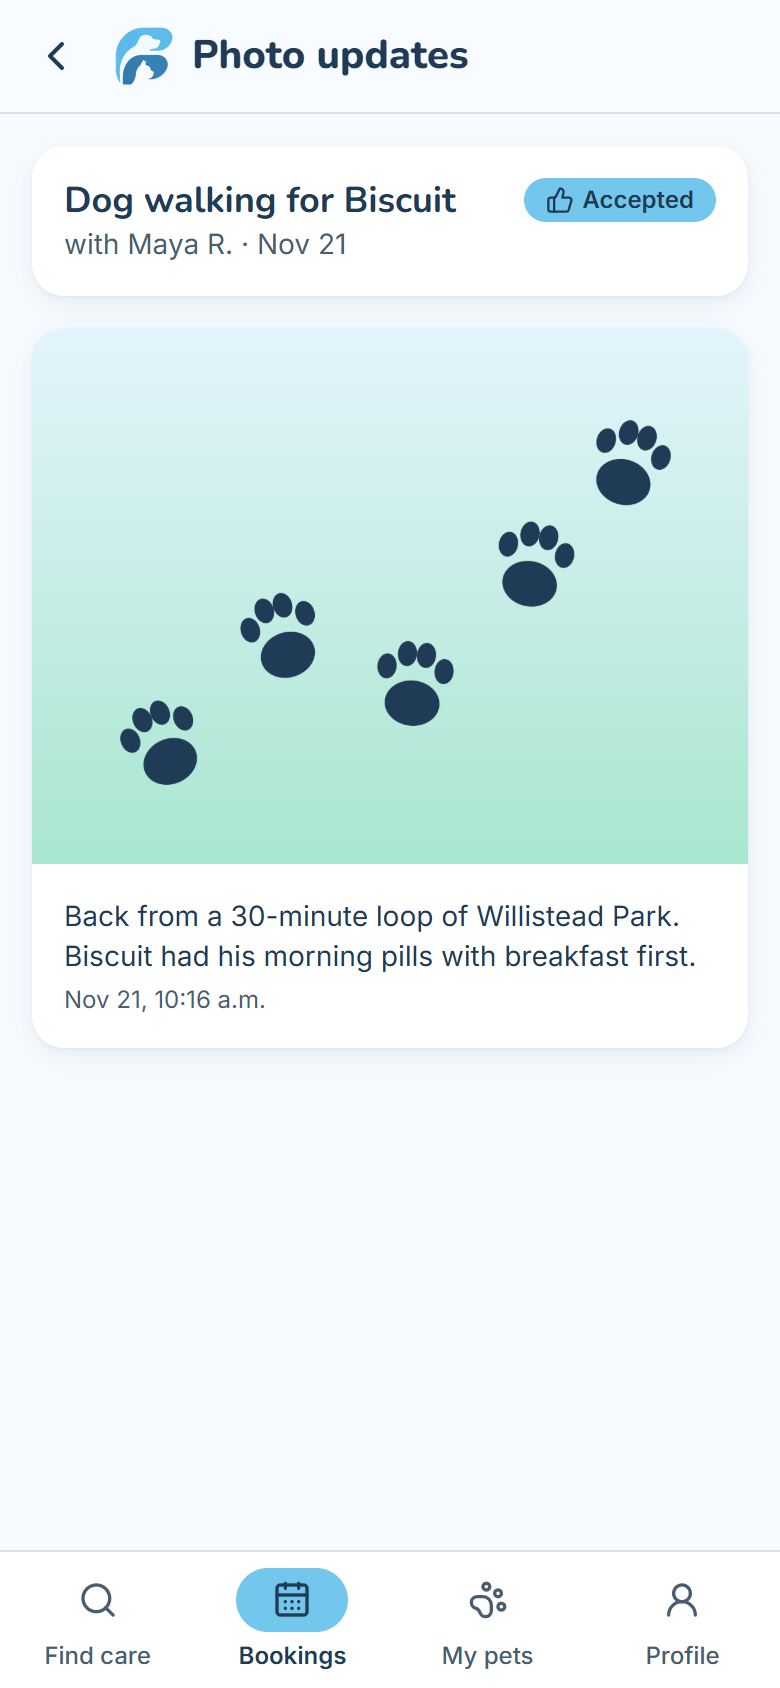 Photo updates
Dog walking for Biscuit
Accepted
with Maya R. · Nov 21
Back from a 30-minute loop of Willistead Park.
Biscuit had his morning pills with breakfast first.
Nov 21, 10:16 a.m.
Find care
Bookings
My pets
Profile